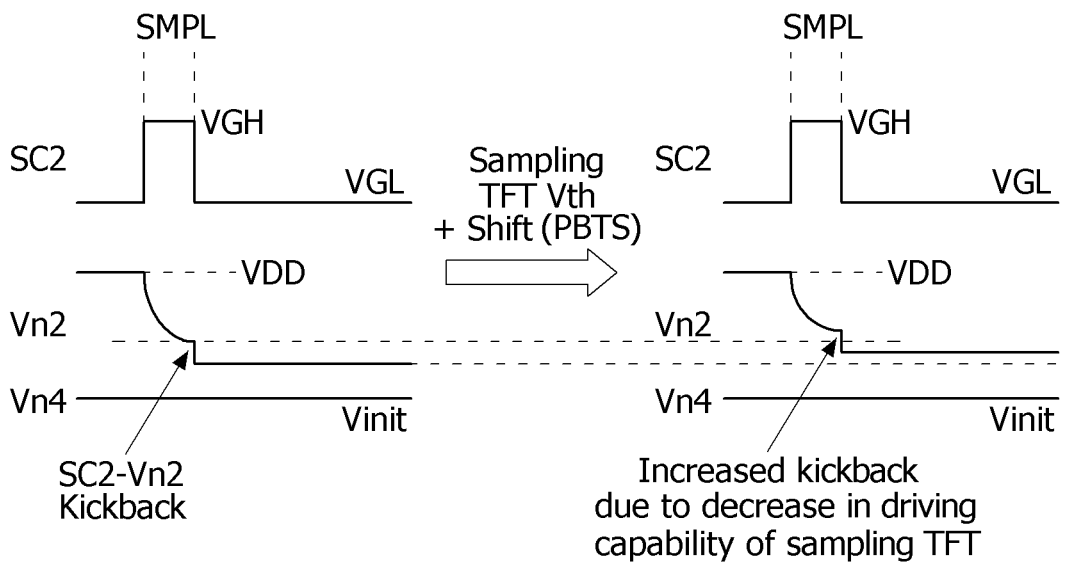 SMPL
VGH
SC2
VGL
VDD
Vn2
Vn4
Vinit
SC2-Vn2
Kickback
Sampling
TFT Vth
+ Shift (PBTS)
SMPL
VGH
SC2
VGL
VDD
Vn2
Vn4
Vinit
Increased kickback
due to decrease in driving
capability of sampling TFT